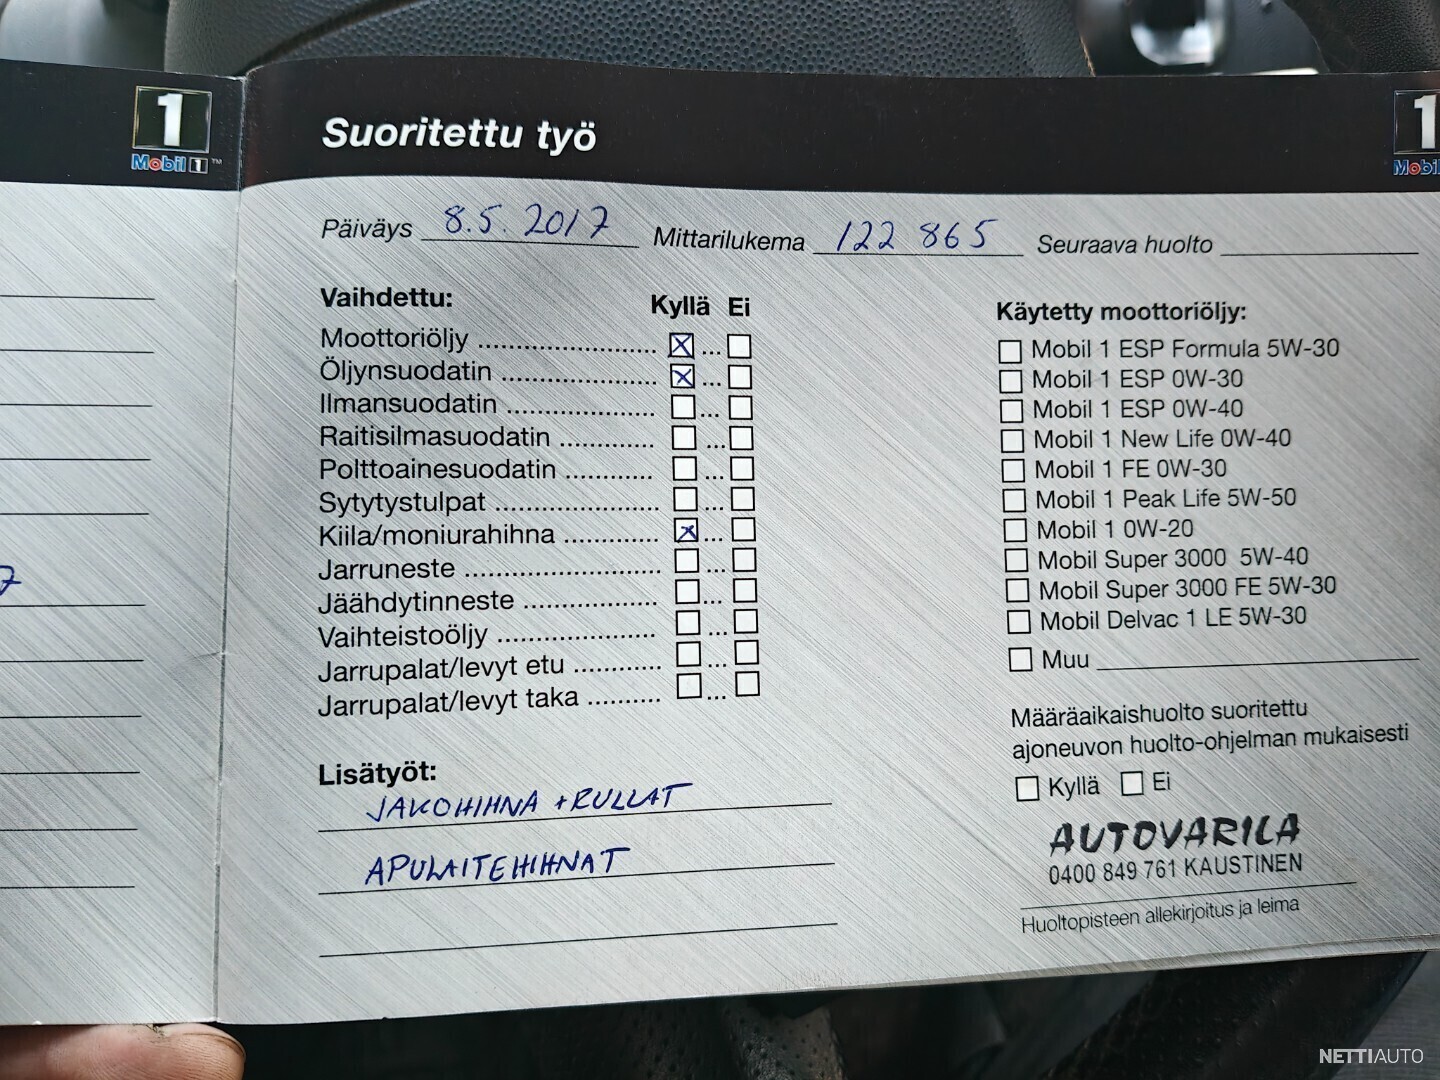 1
Mobil 1™
Suoritettu työ
1
Mobil
Päiväys 8.5.2017 Mittarilukema 122 865 Seuraava huolto
Vaihdettu: Kyllä Ei
Moottoriöljy
Öljynsuodatin
Ilmansuodatin
Raitisilmasuodatin
Polttoainesuodatin
Sytytystulpat
Kiila/moniurahihna
Jarruneste
Jäähdytinneste
Vaihteistoöljy
Jarrupalat/levyt etu
Jarrupalat/levyt taka
Lisätyöt:
JAKOHIHNA + RULLAT
APULAITEHIHNAT
Käytetty moottoriöljy:
Mobil 1 ESP Formula 5W-30
Mobil 1 ESP 0W-30
Mobil 1 ESP 0W-40
Mobil 1 New Life 0W-40
Mobil 1 FE 0W-30
Mobil 1 Peak Life 5W-50
Mobil 1 0W-20
Mobil Super 3000 5W-40
Mobil Super 3000 FE 5W-30
Mobil Delvac 1 LE 5W-30
Muu
Määräaikaishuolto suoritettu
ajoneuvon huolto-ohjelman mukaisesti
Kyllä Ei
AUTOVARILA
0400 849 761 KAUSTINEN
Huoltopisteen allekirjoitus ja leima
NETTIAUTO